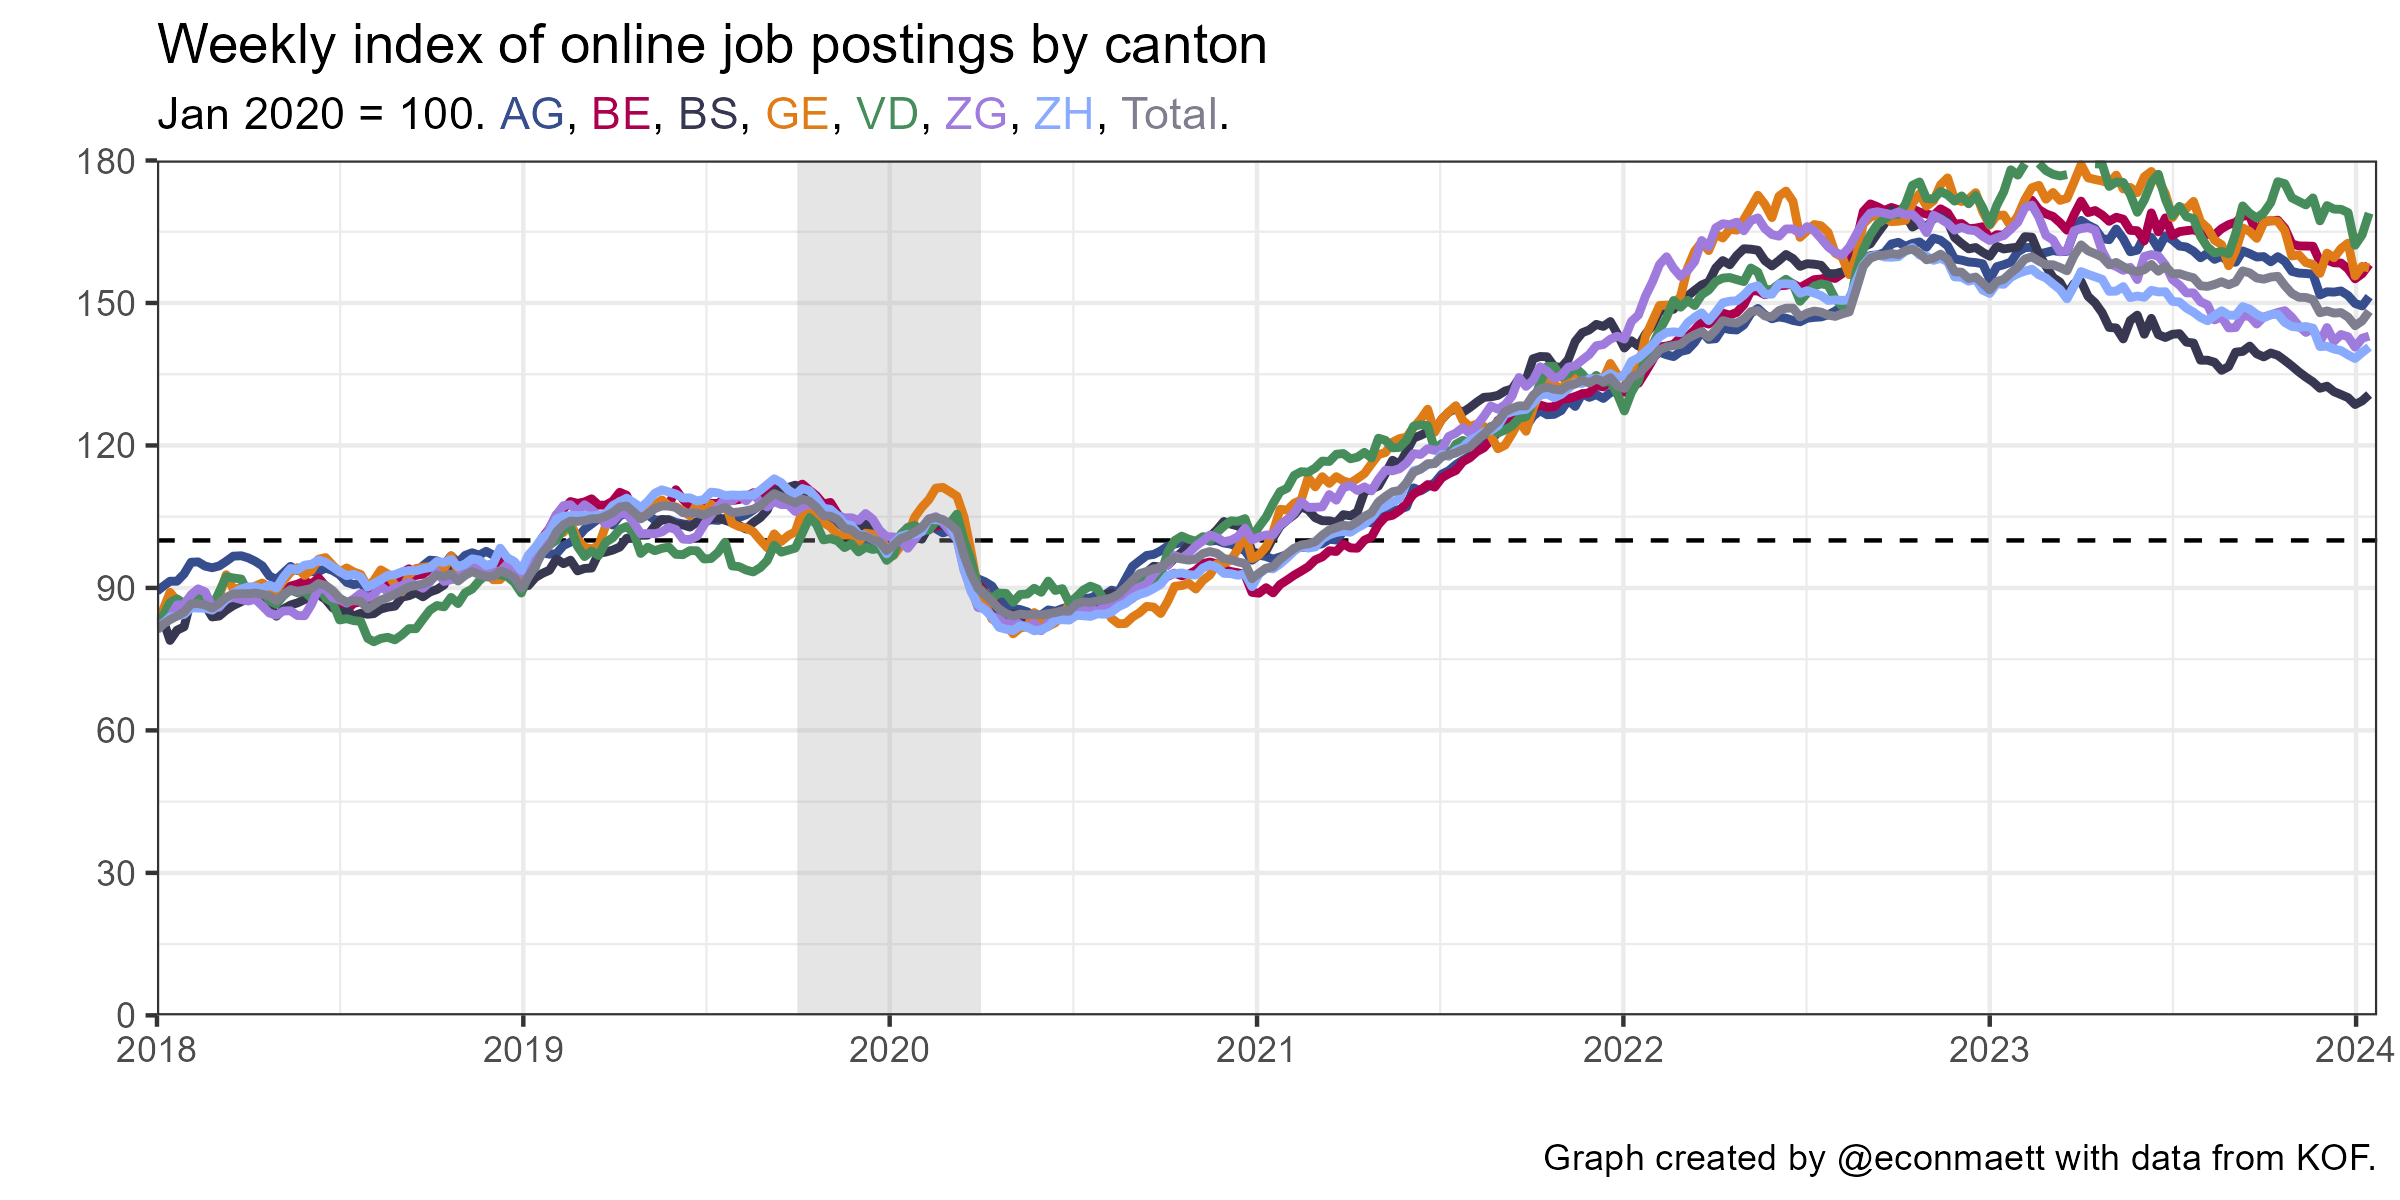 Weekly index of online job postings by canton
Jan 2020 = 100. AG, BE, BS, GE, VD, ZG, ZH, Total.
180
150
120
90
60
30
0
2018 2019 2020 2021 2022 2023 2024
Graph created by @econmaett with data from KOF.